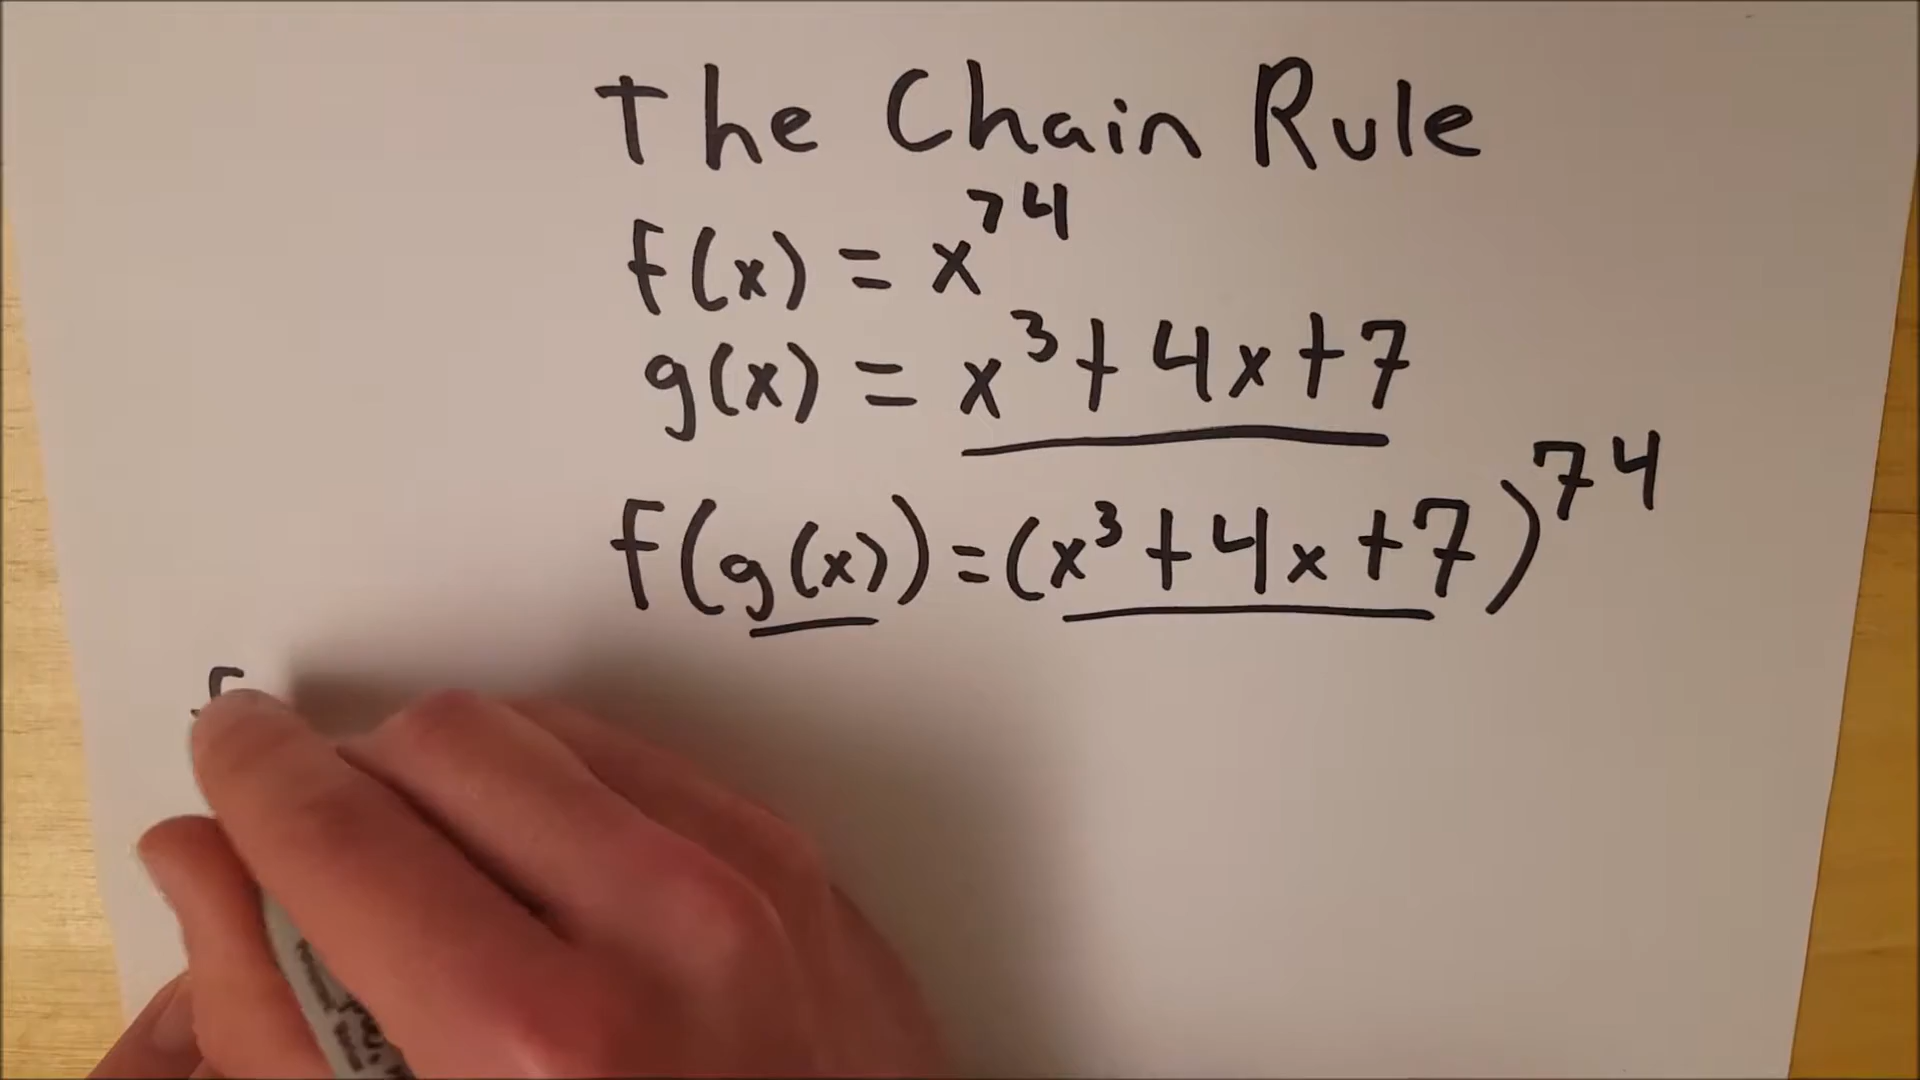 The Chain Rule
f(x) = x^74
g(x) = x^3 + 4x + 7
f(g(x)) = (x^3 + 4x + 7)^74